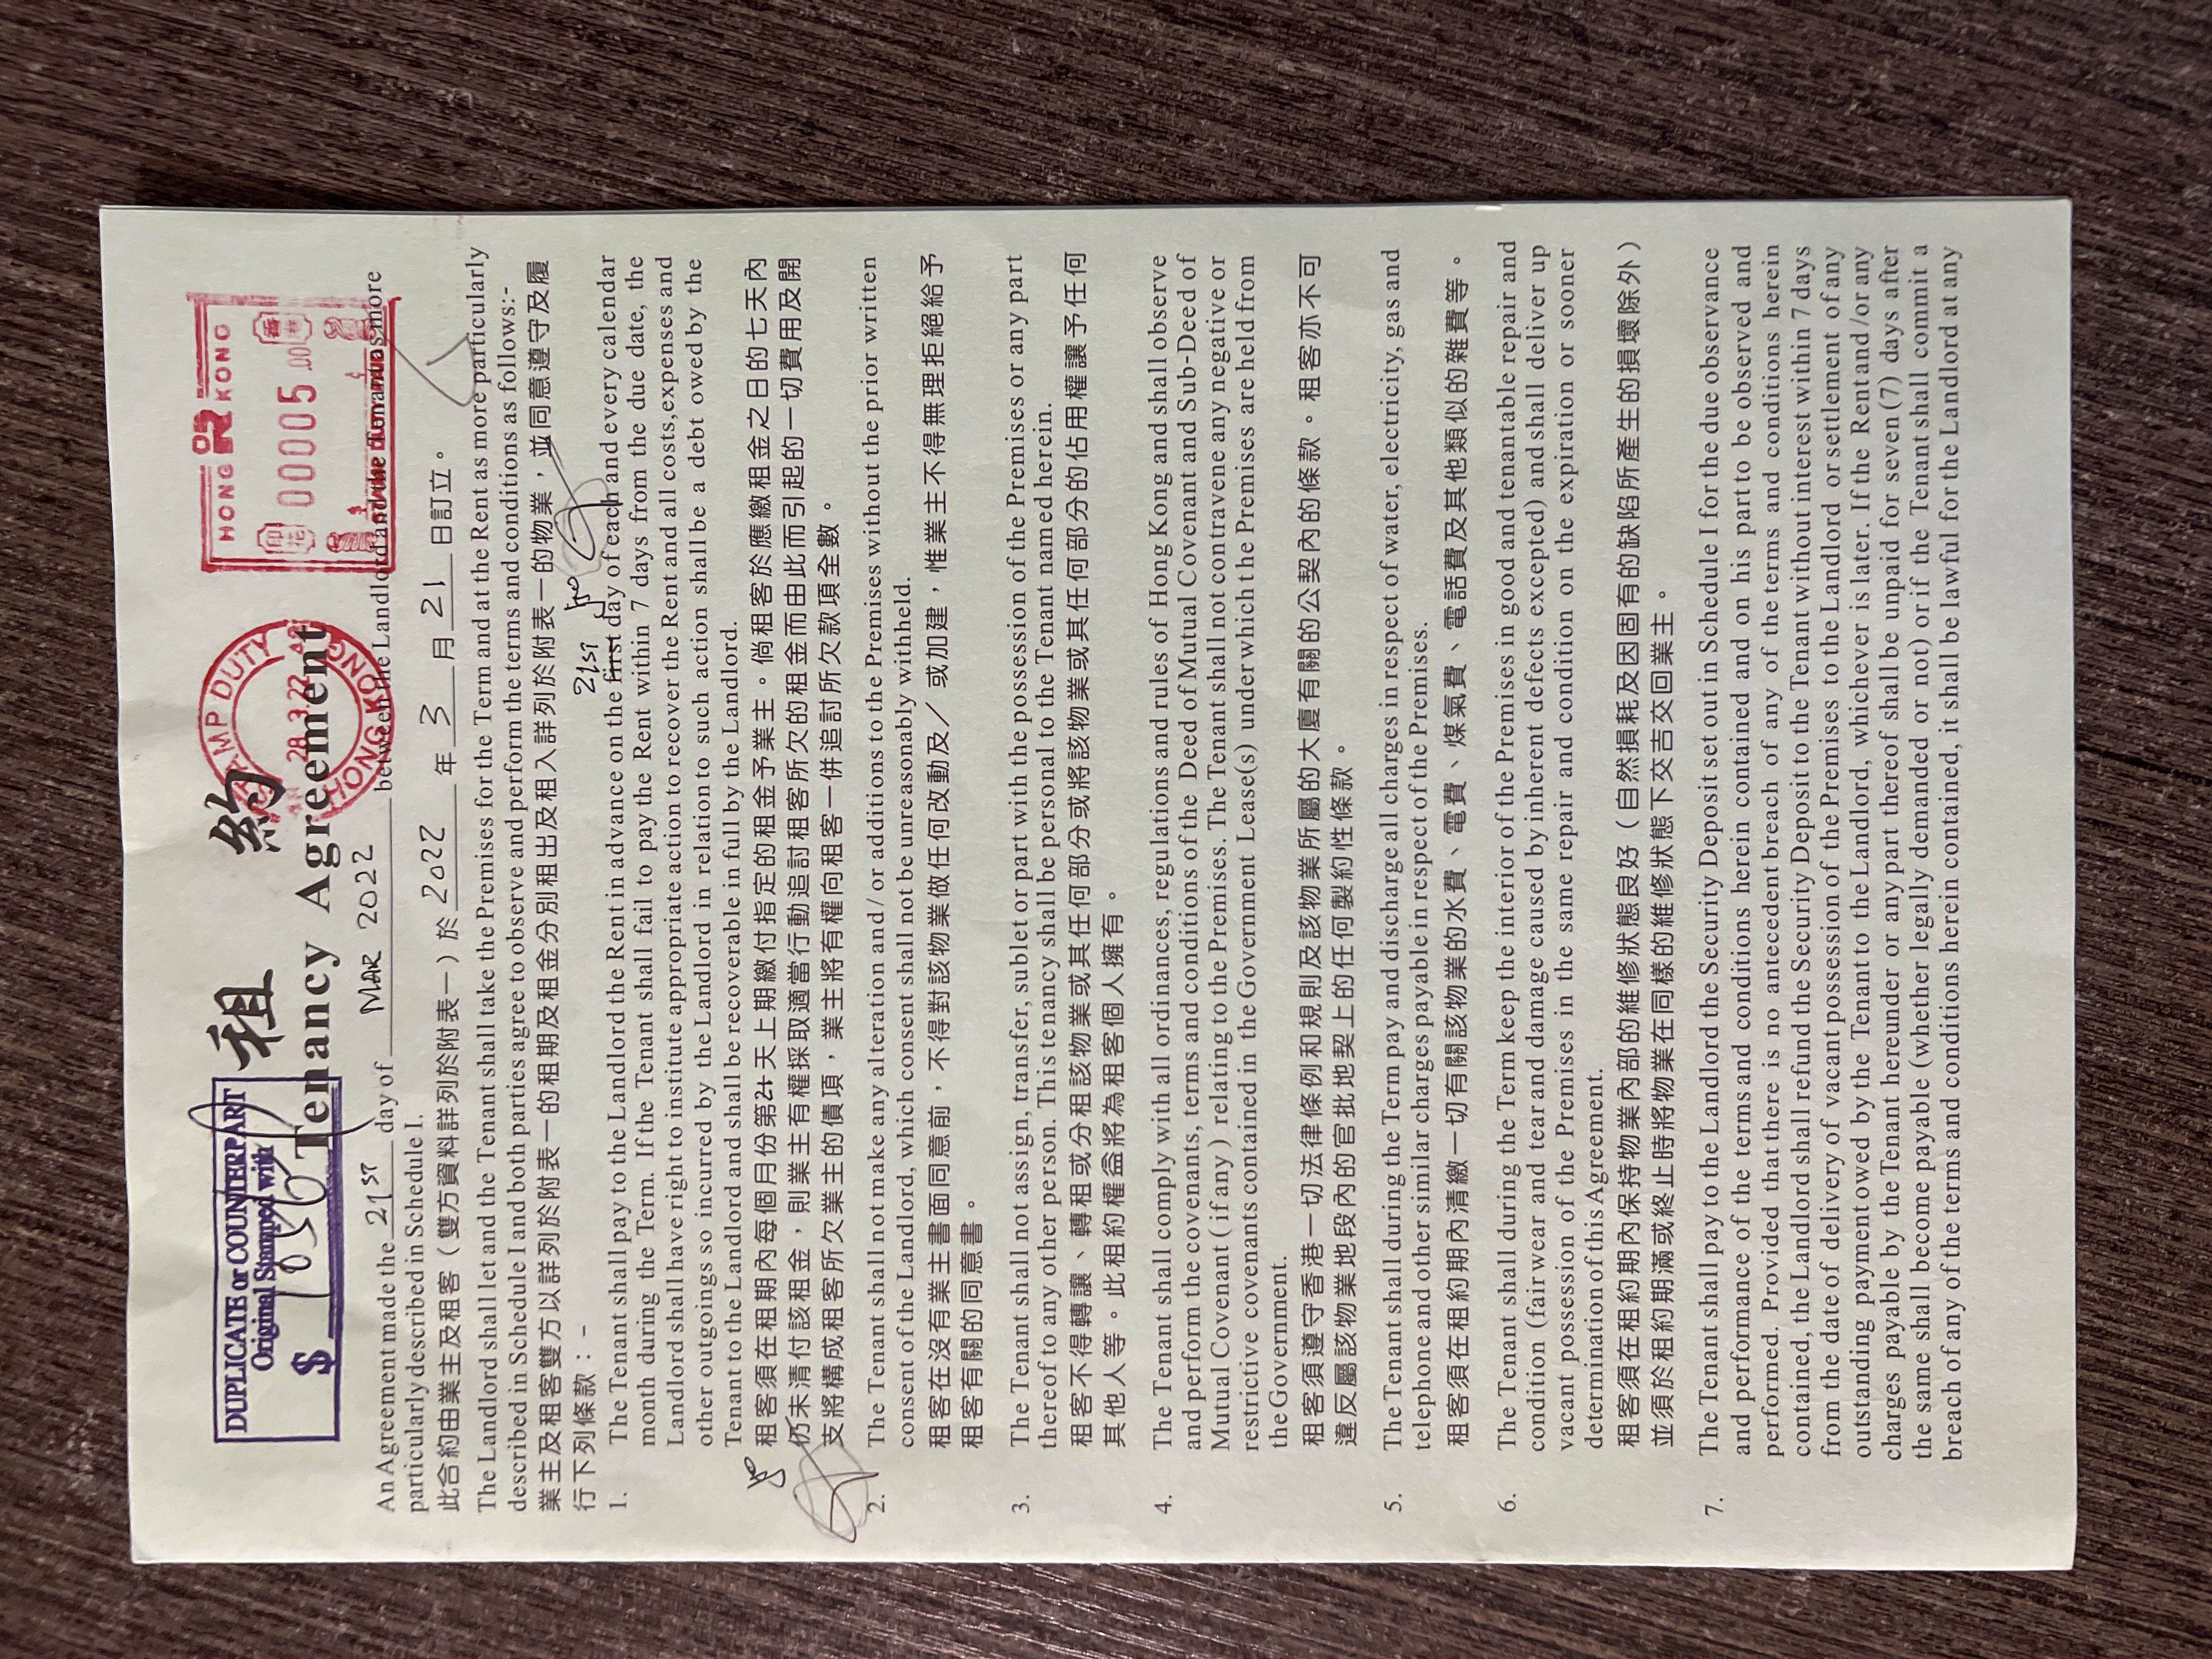 DUPLICATE or COUNTERPART
Original Stamped with
$
租 約
Tenancy Agreement
STAMP DUTY
28.3.22
HONG KONG
HONG KONG
印花 香港
00005.00
An Agreement made the 21ST day of MAR 2022 between the Landlord and the Tenant as more
particularly described in Schedule I.
此合約由業主及租客（雙方資料詳列於附表一）於 2022 年 3 月 21 日訂立。
The Landlord shall let and the Tenant shall take the Premises for the Term and at the Rent as more particularly
described in Schedule I and both parties agree to observe and perform the terms and conditions as follows:-
業主及租客雙方以詳列於附表一的租期及租金分別租出及租入詳列於附表一的物業，並同意遵守及履
行下列條款：-
21ST
1. The Tenant shall pay to the Landlord the Rent in advance on the first day of each and every calendar
month during the Term. If the Tenant shall fail to pay the Rent within 7 days from the due date, the
Landlord shall have right to institute appropriate action to recover the Rent and all costs,expenses and
other outgoings so incurred by the Landlord in relation to such action shall be a debt owed by the
Tenant to the Landlord and shall be recoverable in full by the Landlord.
租客須在租期內每個月份第21天上期繳付指定的租金予業主。倘租客於應繳租金之日的七天內
仍未清付該租金，則業主有權採取適當行動追討租客所欠的租金而由此而引起的一切費用及開
支將構成租客所欠業主的債項，業主將有權向租客一併追討所欠款項全數。
2. The Tenant shall not make any alteration and/ or additions to the Premises without the prior written
consent of the Landlord, which consent shall not be unreasonably withheld.
租客在沒有業主書面同意前，不得對該物業做任何改動及／或加建，惟業主不得無理拒絕給予
租客有關的同意書。
3. The Tenant shall not assign, transfer, sublet or part with the possession of the Premises or any part
thereof to any other person. This tenancy shall be personal to the Tenant named herein.
租客不得轉讓、轉租或分租該物業或其任何部分或將該物業或其任何部分的佔用權讓予任何
其他人等。此租約權益將為租客個人擁有。
4. The Tenant shall comply with all ordinances, regulations and rules of Hong Kong and shall observe
and perform the covenants, terms and conditions of the Deed of Mutual Covenant and Sub-Deed of
Mutual Covenant ( if any ) relating to the Premises. The Tenant shall not contravene any negative or
restrictive covenants contained in the Government Lease(s) under which the Premises are held from
the Government.
租客須遵守香港一切法律條例和規則及該物業所屬的大廈有關的公契內的條款。租客亦不可
違反屬該物業地段內的官批地契上的任何製約性條款。
5. The Tenant shall during the Term pay and discharge all charges in respect of water, electricity, gas and
telephone and other similar charges payable in respect of the Premises.
租客須在租約期內清繳一切有關該物業的水費、電費、煤氣費、電話費及其他類似的雜費等。
6. The Tenant shall during the Term keep the interior of the Premises in good and tenantable repair and
condition (fair wear and tear and damage caused by inherent defects excepted) and shall deliver up
vacant possession of the Premises in the same repair and condition on the expiration or sooner
determination of this Agreement.
租客須在租約期內保持物業內部的維修狀態良好（自然損耗及因固有的缺陷所產生的損壞除外）
並須於租約期滿或終止時將物業在同樣的維修狀態下交吉交回業主。
7. The Tenant shall pay to the Landlord the Security Deposit set out in Schedule I for the due observance
and performance of the terms and conditions herein contained and on his part to be observed and
performed. Provided that there is no antecedent breach of any of the terms and conditions herein
contained, the Landlord shall refund the Security Deposit to the Tenant without interest within 7 days
from the date of delivery of vacant possession of the Premises to the Landlord or settlement of any
outstanding payment owed by the Tenant to the Landlord, whichever is later. If the Rent and /or any
charges payable by the Tenant hereunder or any part thereof shall be unpaid for seven (7) days after
the same shall become payable (whether legally demanded or not) or if the Tenant shall commit a
breach of any of the terms and conditions herein contained, it shall be lawful for the Landlord at any